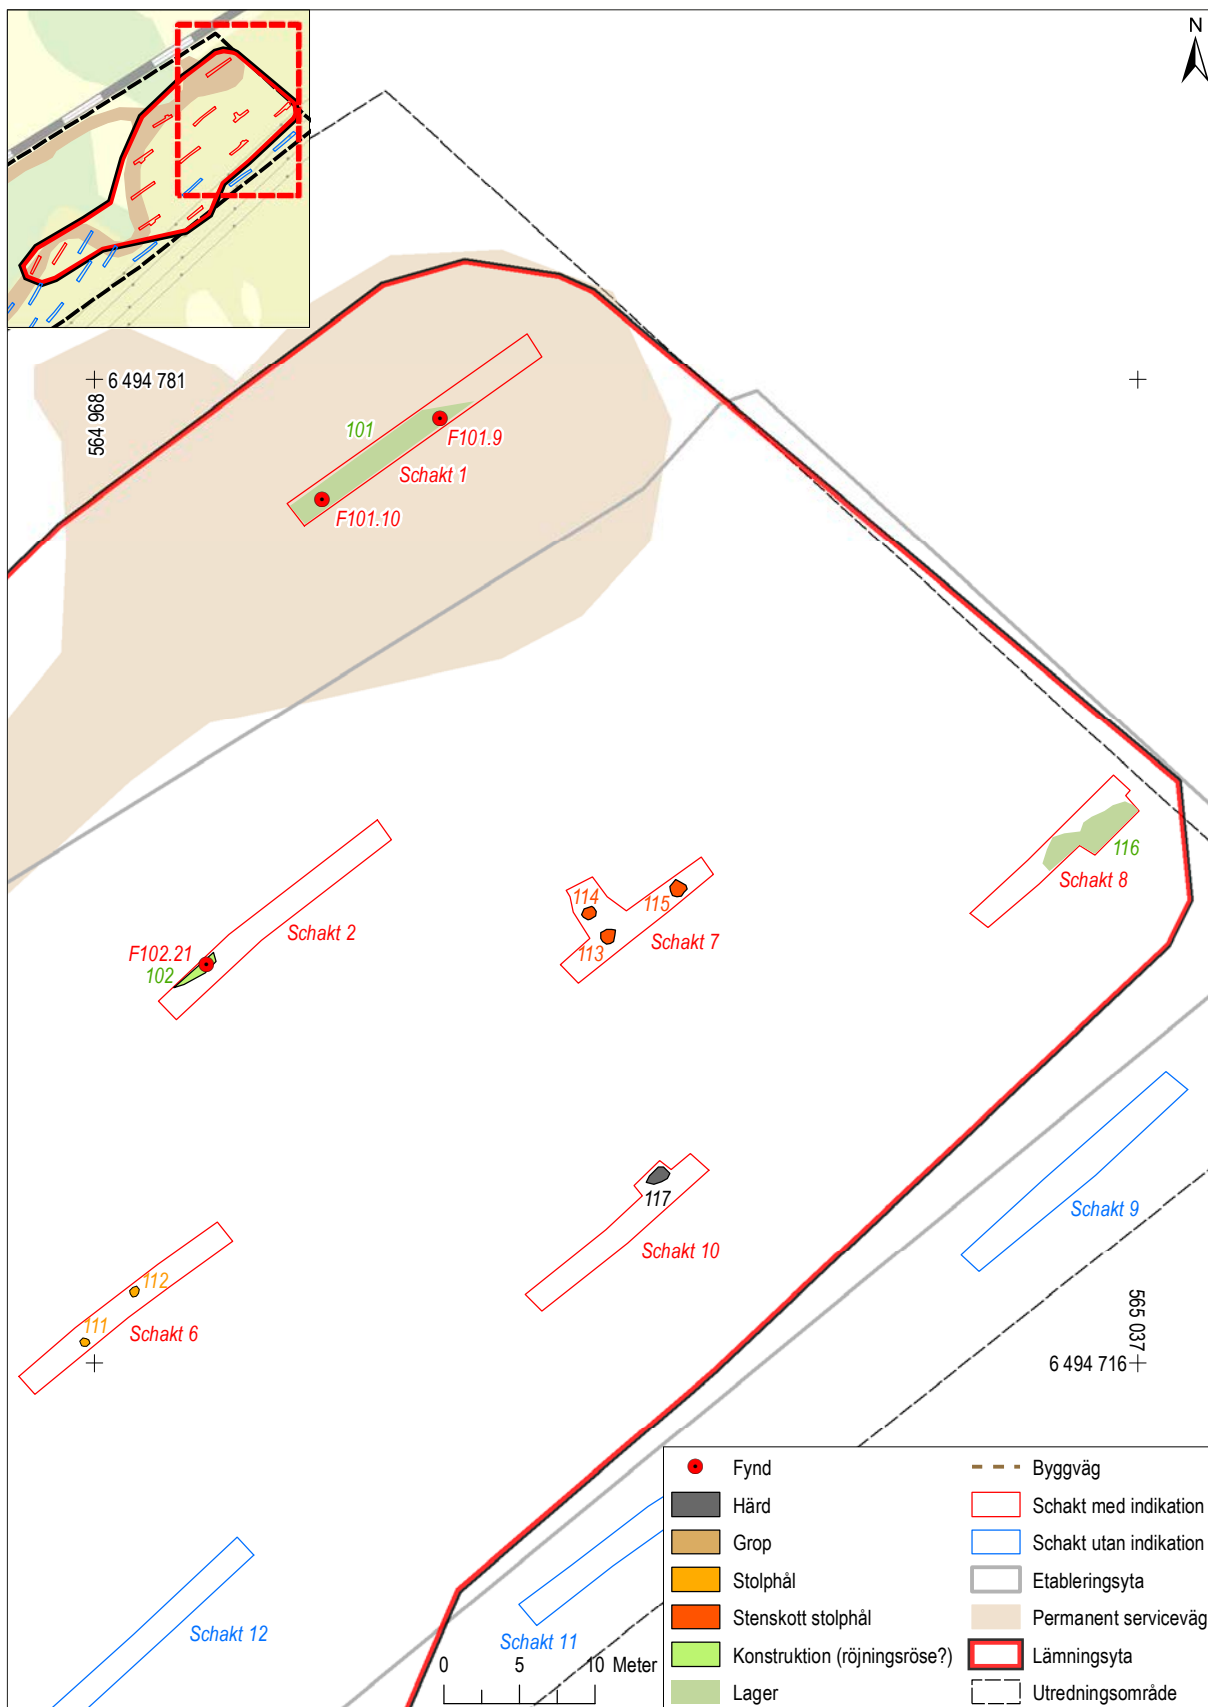 N
6 494 781
564 968
101
F101.9
Schakt 1
F101.10
116
Schakt 8
114
115
113
Schakt 7
Schakt 2
F102.21
102
117
Schakt 10
Schakt 9
112
111
Schakt 6
565 037
6 494 716
Schakt 12
Schakt 11
0 5 10 Meter
Fynd
Härd
Grop
Stolphål
Stenskott stolphål
Konstruktion (röjningsröse?)
Lager
Byggväg
Schakt med indikation
Schakt utan indikation
Etableringsyta
Permanent serviceväg
Lämningsyta
Utredningsområde